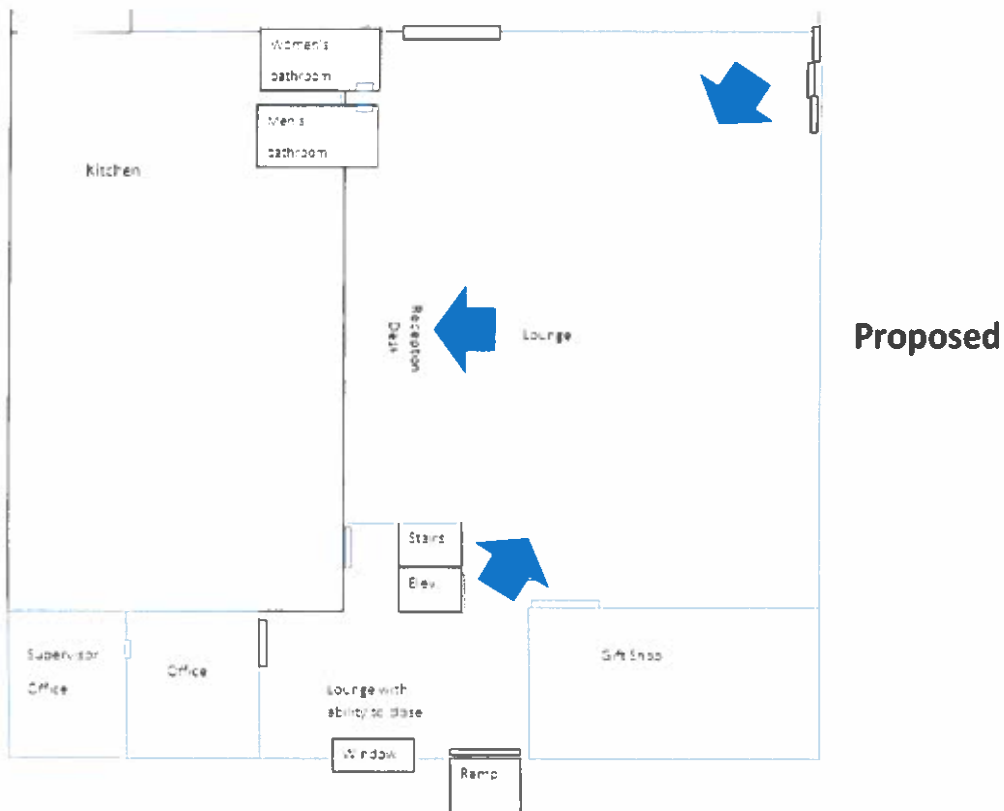 Women's
bathroom
Men's
bathroom
Kitchen
Reception
Desk
Lounge
Proposed
Stairs
Elev.
Supervisor
Office
Office
Gift Shop
Lounge with
ability to close
Window
Ramp